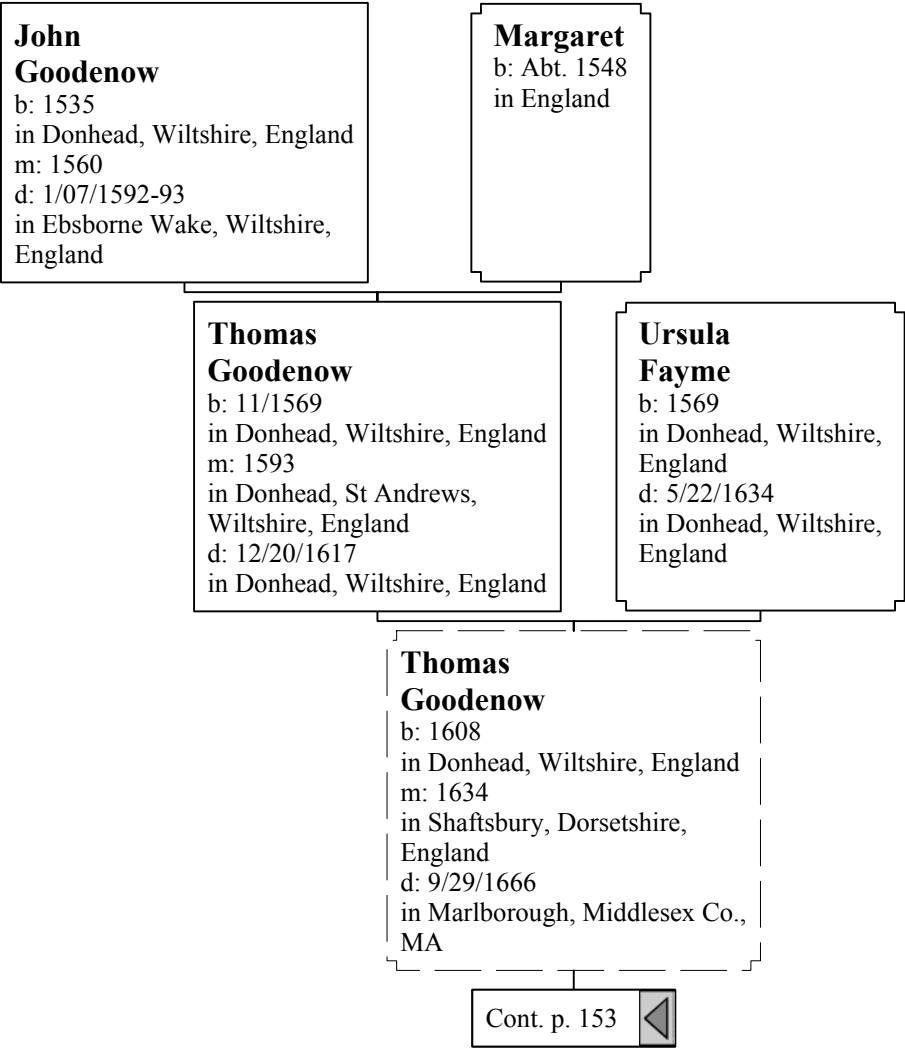 John
Goodenow
b: 1535
in Donhead, Wiltshire, England
m: 1560
d: 1/07/1592-93
in Ebsborne Wake, Wiltshire,
England
Margaret
b: Abt. 1548
in England
Thomas
Goodenow
b: 11/1569
in Donhead, Wiltshire, England
m: 1593
in Donhead, St Andrews,
Wiltshire, England
d: 12/20/1617
in Donhead, Wiltshire, England
Ursula
Fayme
b: 1569
in Donhead, Wiltshire,
England
d: 5/22/1634
in Donhead, Wiltshire,
England
Thomas
Goodenow
b: 1608
in Donhead, Wiltshire, England
m: 1634
in Shaftsbury, Dorsetshire,
England
d: 9/29/1666
in Marlborough, Middlesex Co.,
MA
Cont. p. 153